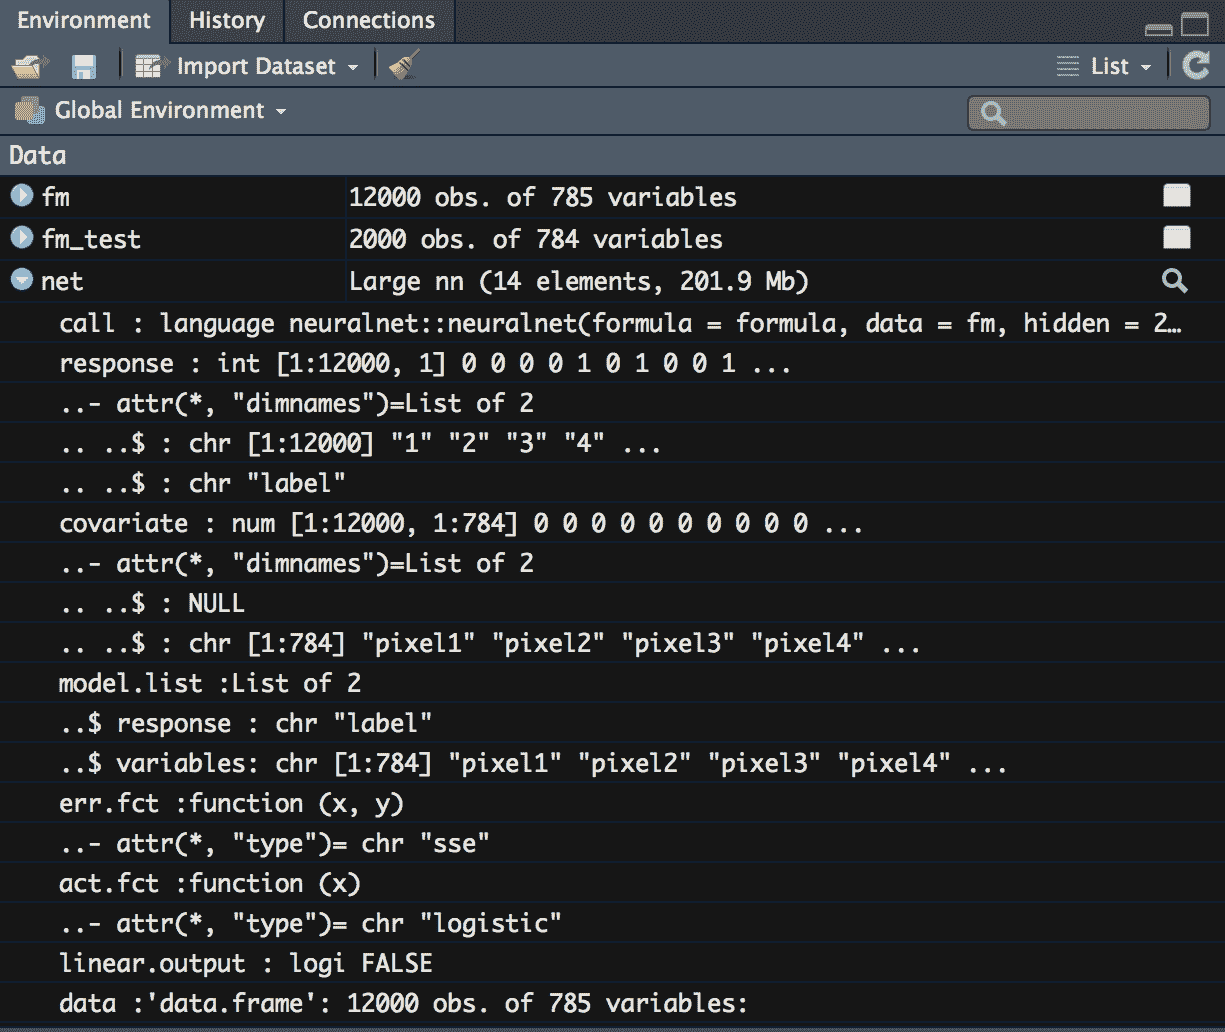 Environment History Connections
Import Dataset List
Global Environment
Data
fm 12000 obs. of 785 variables
fm_test 2000 obs. of 784 variables
net Large nn (14 elements, 201.9 Mb)
call : language neuralnet::neuralnet(formula = formula, data = fm, hidden = 2…
response : int [1:12000, 1] 0 0 0 0 1 0 1 0 0 1 ...
..- attr(*, "dimnames")=List of 2
.. ..$ : chr [1:12000] "1" "2" "3" "4" ...
.. ..$ : chr "label"
covariate : num [1:12000, 1:784] 0 0 0 0 0 0 0 0 0 0 ...
..- attr(*, "dimnames")=List of 2
.. ..$ : NULL
.. ..$ : chr [1:784] "pixel1" "pixel2" "pixel3" "pixel4" ...
model.list :List of 2
..$ response : chr "label"
..$ variables: chr [1:784] "pixel1" "pixel2" "pixel3" "pixel4" ...
err.fct :function (x, y)
..- attr(*, "type")= chr "sse"
act.fct :function (x)
..- attr(*, "type")= chr "logistic"
linear.output : logi FALSE
data :'data.frame': 12000 obs. of 785 variables: